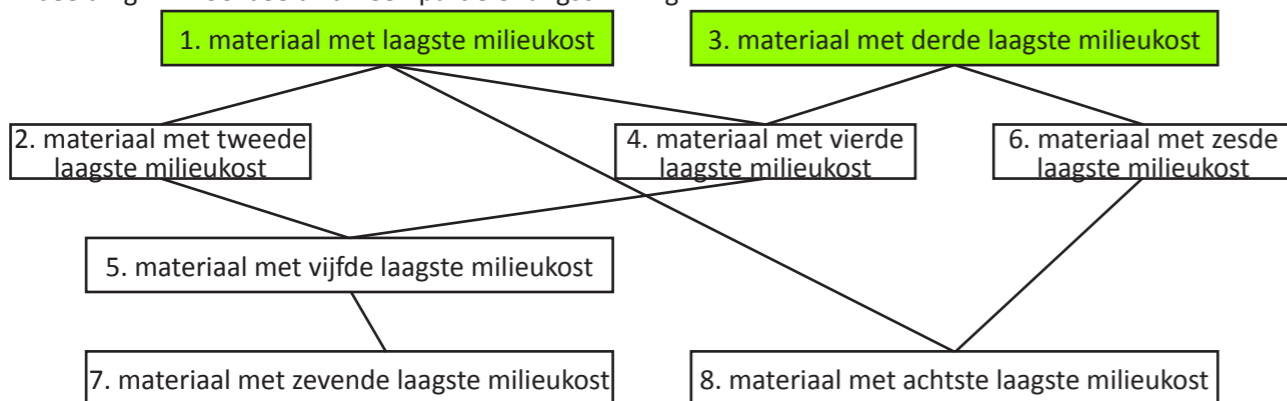 1. materiaal met laagste milieukost
3. materiaal met derde laagste milieukost
2. materiaal met tweede
laagste milieukost
4. materiaal met vierde
laagste milieukost
6. materiaal met zesde
laagste milieukost
5. materiaal met vijfde laagste milieukost
7. materiaal met zevende laagste milieukost
8. materiaal met achtste laagste milieukost